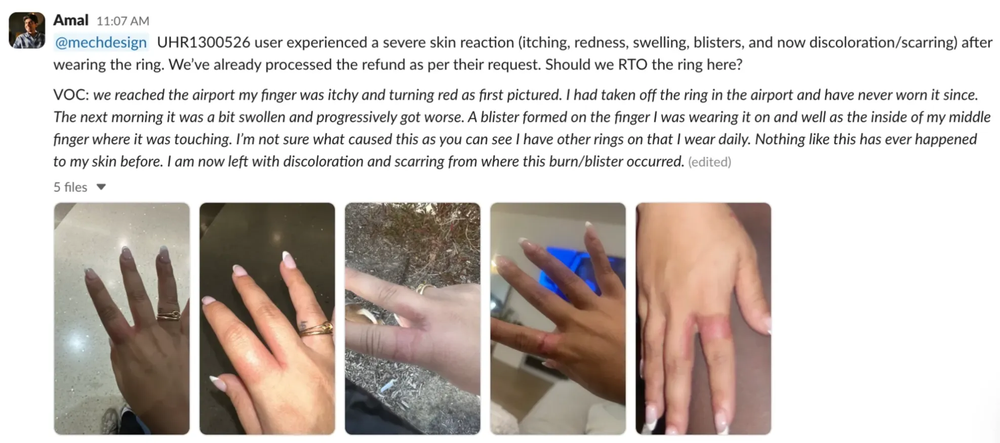 Amal 11:07 AM
@mechdesign UHR1300526 user experienced a severe skin reaction (itching, redness, swelling, blisters, and now discoloration/scarring) after
wearing the ring. We’ve already processed the refund as per their request. Should we RTO the ring here?
VOC: we reached the airport my finger was itchy and turning red as first pictured. I had taken off the ring in the airport and have never worn it since.
The next morning it was a bit swollen and progressively got worse. A blister formed on the finger I was wearing it on and well as the inside of my middle
finger where it was touching. I’m not sure what caused this as you can see I have other rings on that I wear daily. Nothing like this has ever happened
to my skin before. I am now left with discoloration and scarring from where this burn/blister occurred. (edited)
5 files